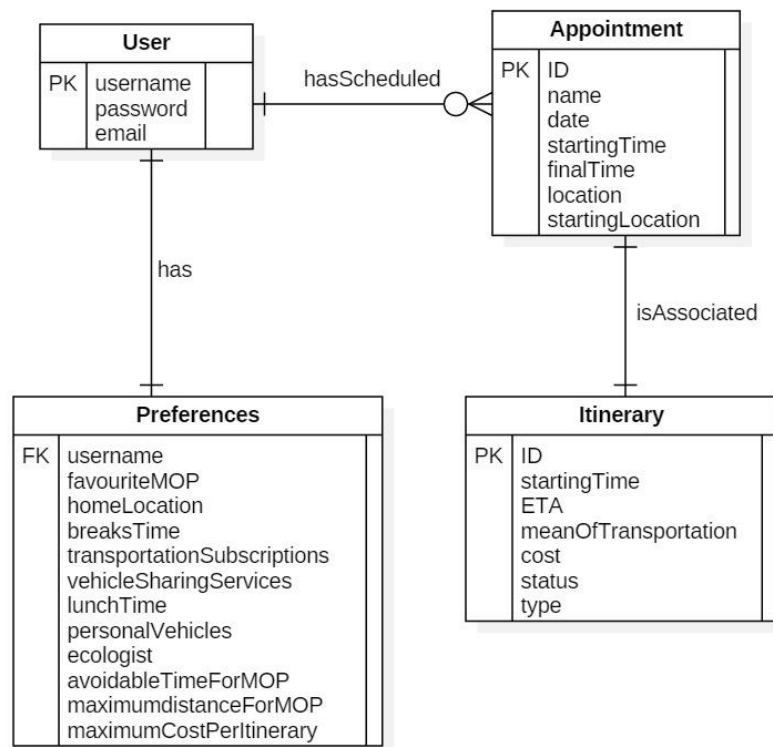 User
PK username
password
email
hasScheduled
Appointment
PK ID
name
date
startingTime
finalTime
location
startingLocation
has
isAssociated
Preferences
FK username
favouriteMOP
homeLocation
breaksTime
transportationSubscriptions
vehicleSharingServices
lunchTime
personalVehicles
ecologist
avoidableTimeForMOP
maximumdistanceForMOP
maximumCostPerItinerary
Itinerary
PK ID
startingTime
ETA
meanOfTransportation
cost
status
type